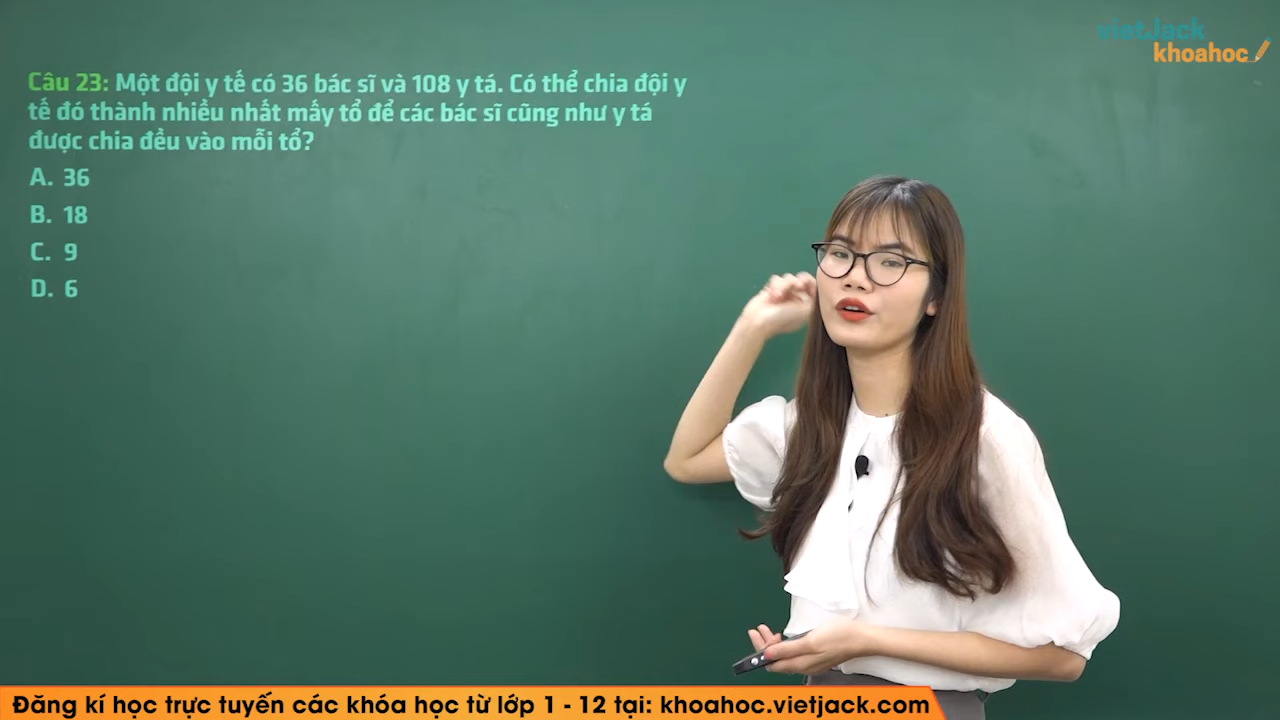 vietJack
khoahoc
Câu 23: Một đội y tế có 36 bác sĩ và 108 y tá. Có thể chia đội y
tế đó thành nhiều nhất mấy tổ để các bác sĩ cũng như y tá
được chia đều vào mỗi tổ?
A. 36
B. 18
C. 9
D. 6
Đăng kí học trực tuyến các khóa học từ lớp 1 - 12 tại: khoahoc.vietjack.com